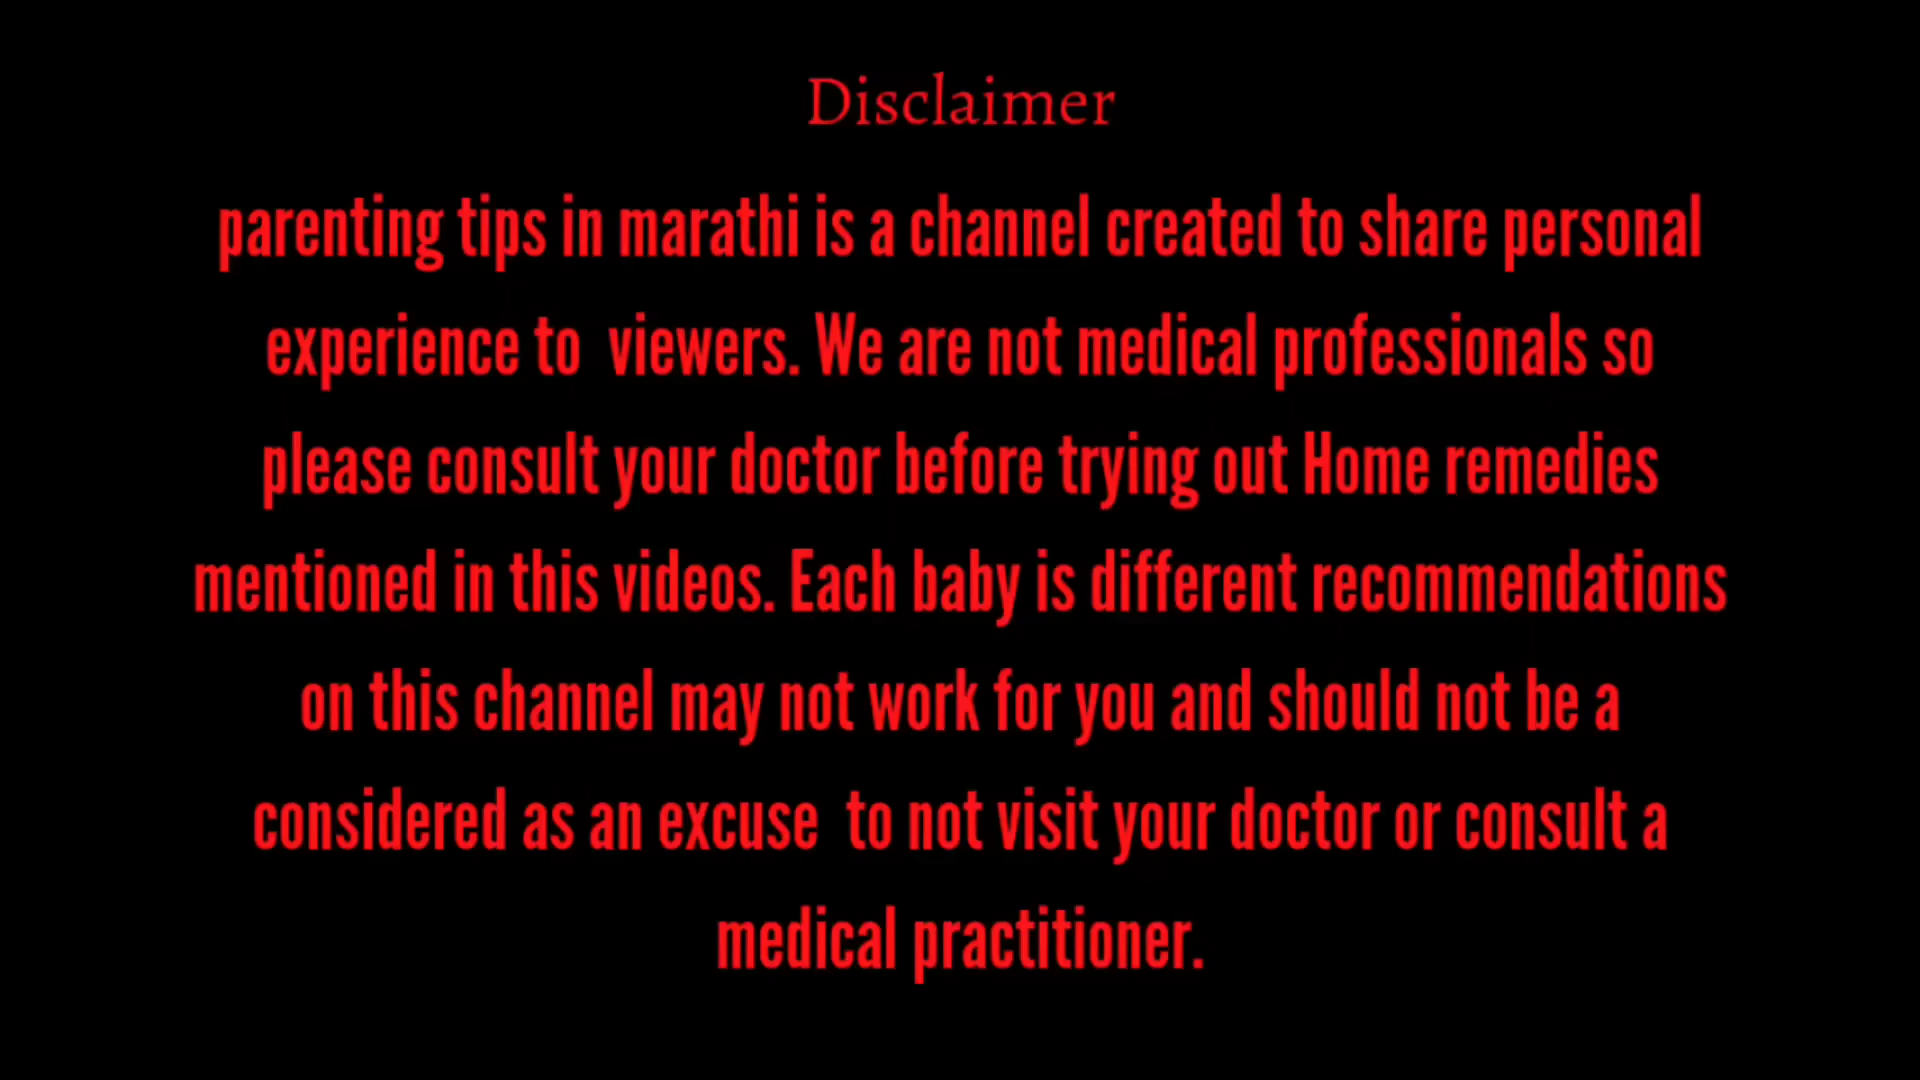 Disclaimer
parenting tips in marathi is a channel created to share personal
experience to viewers. We are not medical professionals so
please consult your doctor before trying out Home remedies
mentioned in this videos. Each baby is different recommendations
on this channel may not work for you and should not be a
considered as an excuse to not visit your doctor or consult a
medical practitioner.